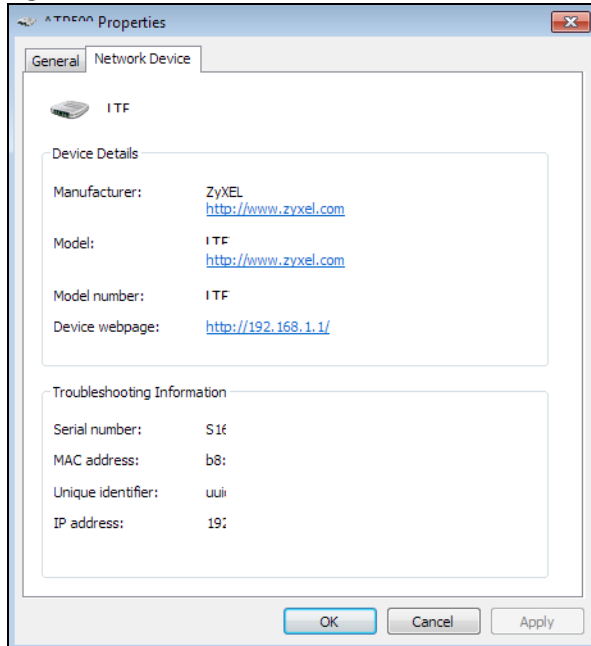 Properties
General
Network Device
LTE
Device Details
Manufacturer:
ZyXEL
http://www.zyxel.com
Model:
LTE
http://www.zyxel.com
Model number:
LTE
Device webpage:
http://192.168.1.1/
Troubleshooting Information
Serial number:
S16
MAC address:
b8:
Unique identifier:
uui
IP address:
192
OK
Cancel
Apply